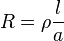 R = ρ l/a